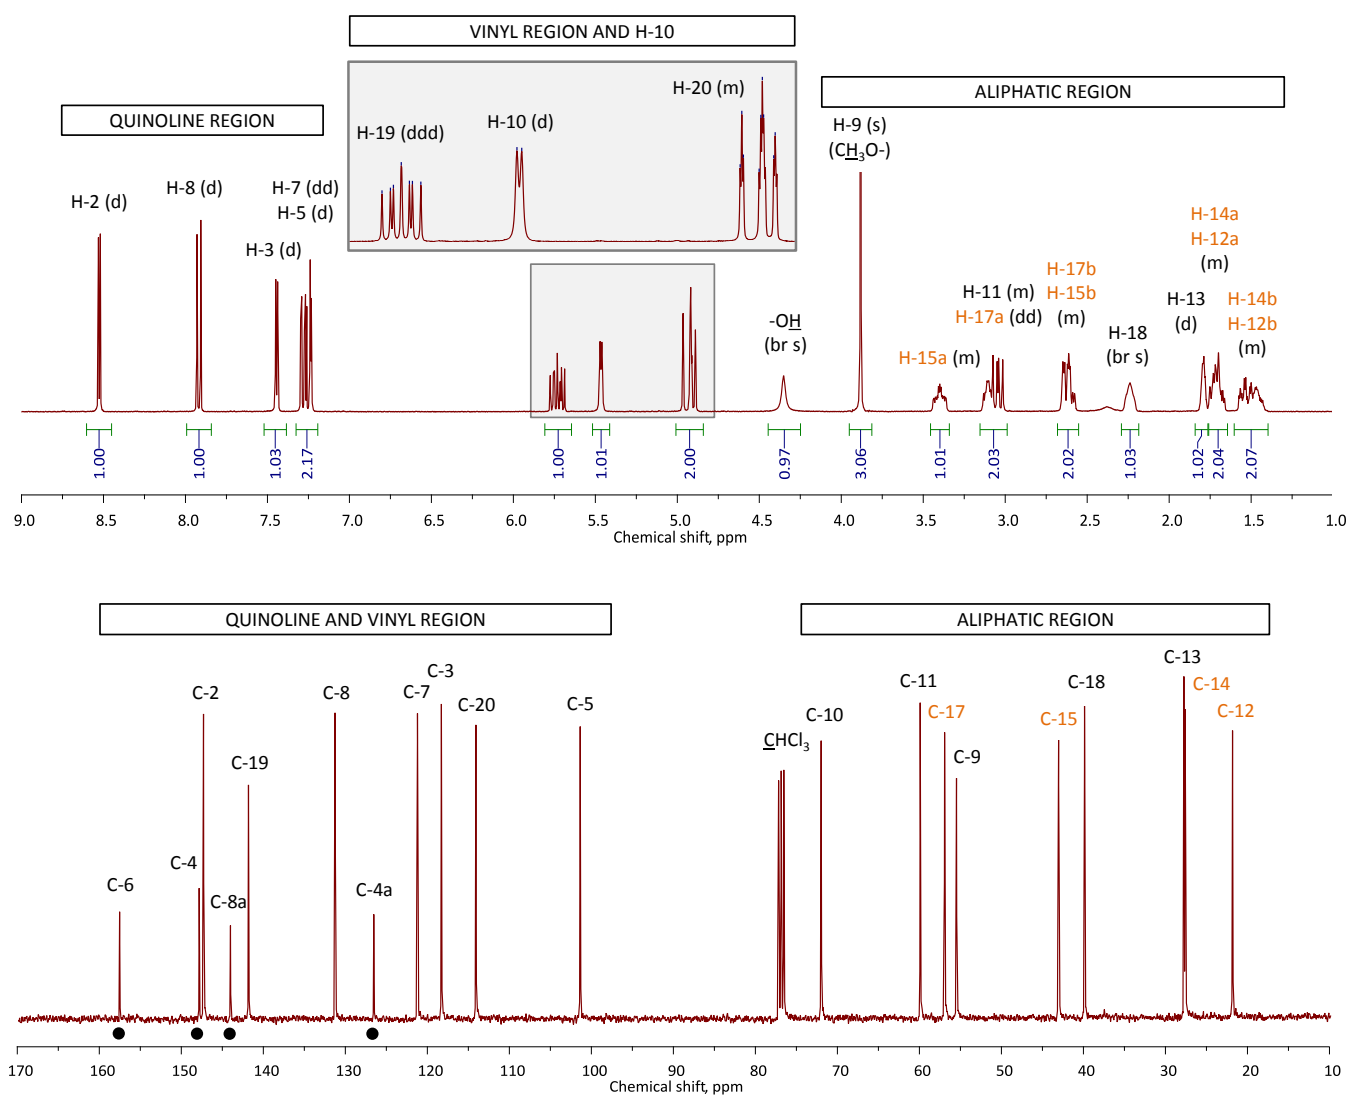 VINYL REGION AND H-10
QUINOLINE REGION
ALIPHATIC REGION
H-20 (m)
H-19 (ddd)
H-10 (d)
H-9 (s)
(CH₃O-)
H-2 (d)
H-8 (d)
H-7 (dd)
H-5 (d)
H-3 (d)
-OH
(br s)
H-15a (m)
H-11 (m)
H-17a (dd)
H-17b
H-15b
(m)
H-18
(br s)
H-13
(d)
H-14a
H-12a
(m)
H-14b
H-12b
(m)
1.00
1.00
1.03
2.17
1.00
1.01
2.00
0.97
3.06
1.01
2.03
2.02
1.03
1.02
2.04
2.07
9.0 8.5 8.0 7.5 7.0 6.5 6.0 5.5 5.0 4.5 4.0 3.5 3.0 2.5 2.0 1.5 1.0
Chemical shift, ppm
QUINOLINE AND VINYL REGION
ALIPHATIC REGION
C-6
C-4
C-2
C-8a
C-19
C-8
C-4a
C-7
C-3
C-20
C-5
CHCl₃
C-10
C-11
C-17
C-9
C-15
C-18
C-13
C-14
C-12
170 160 150 140 130 120 110 100 90 80 70 60 50 40 30 20 10
Chemical shift, ppm